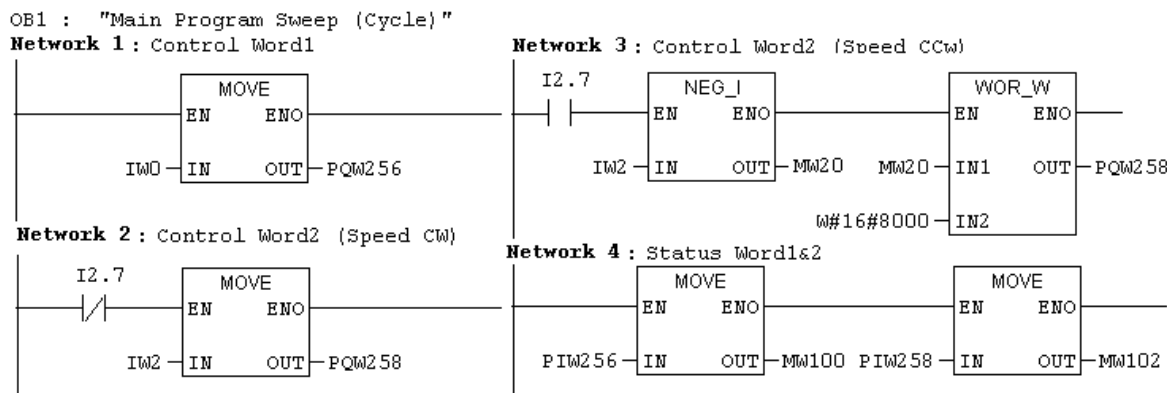 OB1 : "Main Program Sweep (Cycle)"
Network 1 : Control Word1
MOVE
EN ENO
IW0 IN OUT PQW256
Network 2 : Control Word2 (Speed CW)
I2.7
MOVE
EN ENO
IW2 IN OUT PQW258
Network 3 : Control Word2 (Speed CCW)
I2.7
NEG_I WOR_W
EN ENO EN ENO
IW2 IN OUT MW20 MW20 IN1 OUT PQW258
W#16#8000 IN2
Network 4 : Status Word1&2
MOVE MOVE
EN ENO EN ENO
PIW256 IN OUT MW100 PIW258 IN OUT MW102